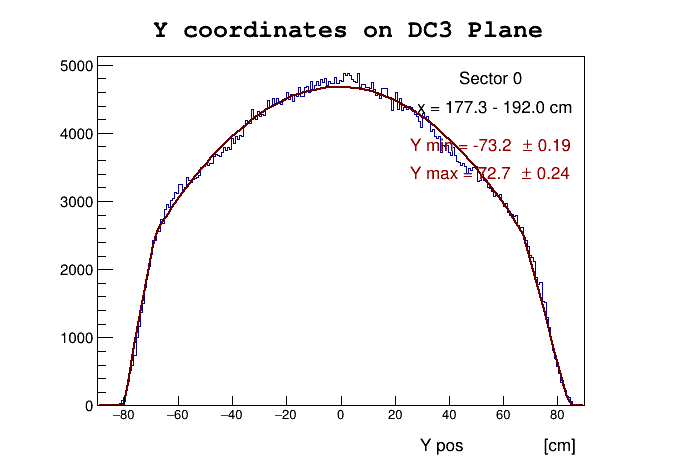 Y coordinates on DC3 Plane
Sector 0
x = 177.3 - 192.0 cm
Y min = -73.2 ± 0.19
Y max = 72.7 ± 0.24
5000
4000
3000
2000
1000
0
−80 −60 −40 −20 0 20 40 60 80
Y pos [cm]